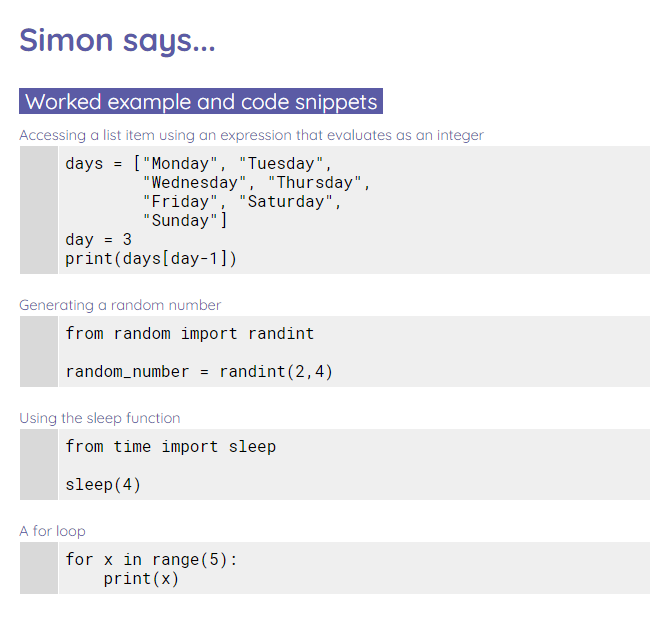 Simon says...
Worked example and code snippets
Accessing a list item using an expression that evaluates as an integer
days = ["Monday", "Tuesday",
        "Wednesday", "Thursday",
        "Friday", "Saturday",
        "Sunday"]
day = 3
print(days[day-1])
Generating a random number
from random import randint
random_number = randint(2,4)
Using the sleep function
from time import sleep
sleep(4)
A for loop
for x in range(5):
    print(x)